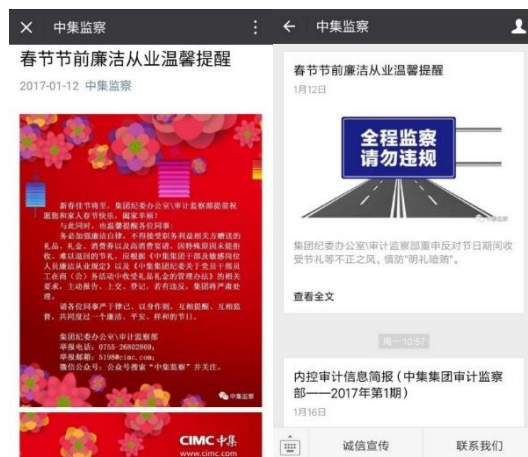 中集监察
春节节前廉洁从业温馨提醒
2017-01-12 中集监察
新春佳节将至，集团纪委办公室\审计监察部提前祝
愿您和家人春节快乐，阖家幸福！
与此同时，也温馨提醒各位同事：
务必加强廉洁自律，不得接受职务利益相关方赠送的
礼品、礼金、消费券以及高消费宴请。因特殊原因未能拒
收、难以退回的节礼，应根据《中集集团干部及敏感岗位
人员廉洁从业规定》以及《中集集团关于党员干部员
工在商（公）务活动中收受礼品礼金的管理办法》的相关
要求，主动报告、上交、登记，若有违反，集团将严肃处
理。
请各位同事严于律己、以身作则，互相提醒、互相监
督，共同度过一个廉洁、平安、祥和的节日。
集团纪委办公室\审计监察部
举报电话：0755-26802869；
举报邮箱：5198@cimc.com；
微信公众号：公众号搜索“中集监察”并关注。
中集监察
CIMC中集
www.cimc.com
中集监察
春节节前廉洁从业温馨提醒
1月12日
全程监察
请勿违规
中集监察
集团纪委办公室\审计监察部重申反对节日期间收
受节礼等不正之风，慎防“明礼暗贿”。
查看全文
周一 10:57
内控审计信息简报（中集集团审计监察
部——2017年第1期）
1月16日
诚信宣传
联系我们